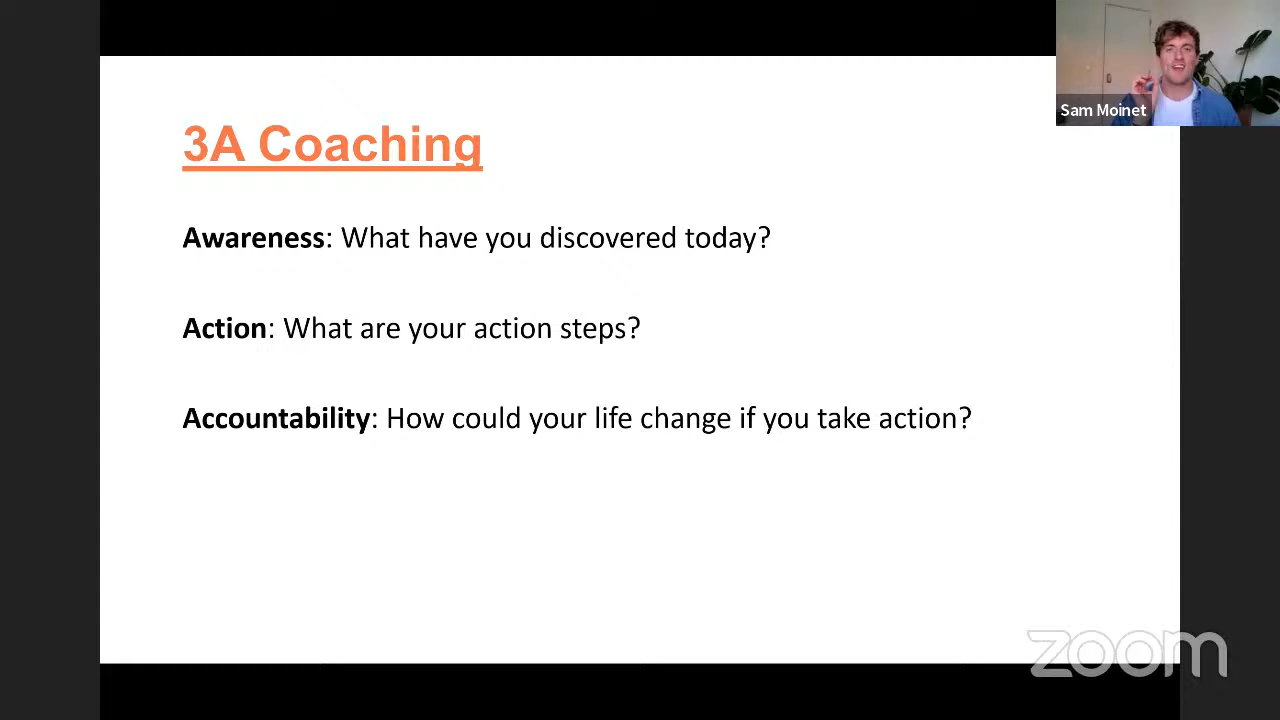 Sam Moinet
3A Coaching
Awareness: What have you discovered today?
Action: What are your action steps?
Accountability: How could your life change if you take action?
zoom